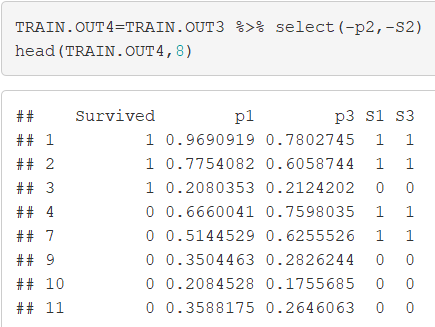 TRAIN.OUT4=TRAIN.OUT3 %>% select(-p2,-S2)
head(TRAIN.OUT4,8)
##    Survived        p1        p3 S1 S3
## 1         1 0.9690919 0.7802745  1  1
## 2         1 0.7754082 0.6058744  1  1
## 3         1 0.2080353 0.2124202  0  0
## 4         0 0.6660041 0.7598035  1  1
## 7         0 0.5144529 0.6255526  1  1
## 9         0 0.3504463 0.2826244  0  0
## 10        0 0.2084528 0.1755685  0  0
## 11        0 0.3588175 0.2646063  0  0